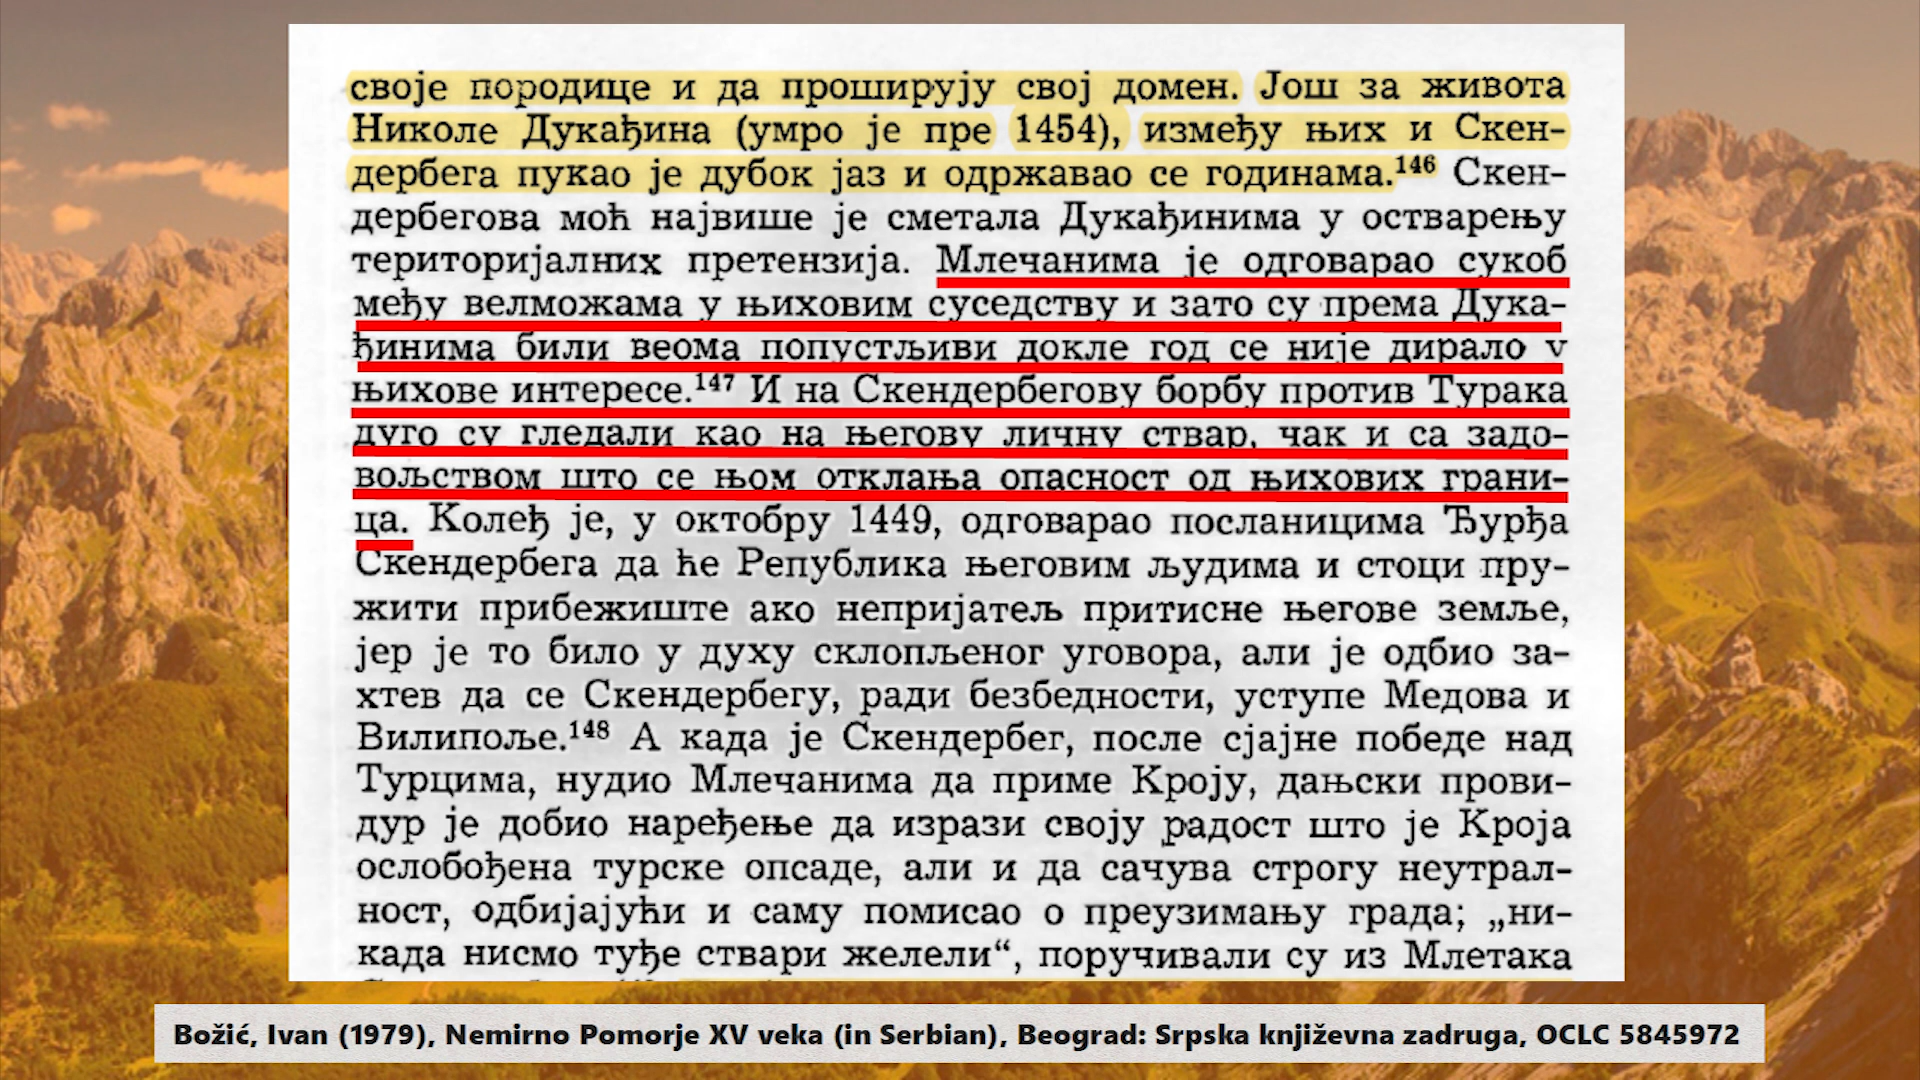 своје породице и да проширују свој домен. Још за живота
Николе Дукађина (умро је пре 1454), између њих и Скен-
дербега пукао је дубок јаз и одржавао се годинама.¹⁴⁶ Скен-
дербегова моћ највише је сметала Дукађинима у остварењу
територијалних претензија. Млечанима је одговарао сукоб
међу велможама у њиховим суседству и зато су према Дука-
ђинима били веома попустљиви докле год се није дирало у
њихове интересе.¹⁴⁷ И на Скендербегову борбу против Турака
дуго су гледали као на његову личну ствар, чак и са задо-
вољством што се њом отклања опасност од њихових грани-
ца. Колеђ је, у октобру 1449, одговарао посланицима Ђурђа
Скендербега да ће Република његовим људима и стоци пру-
жити прибежиште ако непријатељ притисне његове земље,
јер је то било у духу склопљеног уговора, али је одбио за-
хтев да се Скендербегу, ради безбедности, уступе Медова и
Вилипоље.¹⁴⁸ А када је Скендербег, после сјајне победе над
Турцима, нудио Млечанима да приме Кроју, дањски прови-
дур је добио наређење да изрази своју радост што је Кроја
ослобођена турске опсаде, али и да сачува строгу неутрал-
ност, одбијајући и саму помисао о преузимању града; „ни-
када нисмо туђе ствари желели“, поручивали су из Млетака
Božić, Ivan (1979), Nemirno Pomorje XV veka (in Serbian), Beograd: Srpska književna zadruga, OCLC 5845972